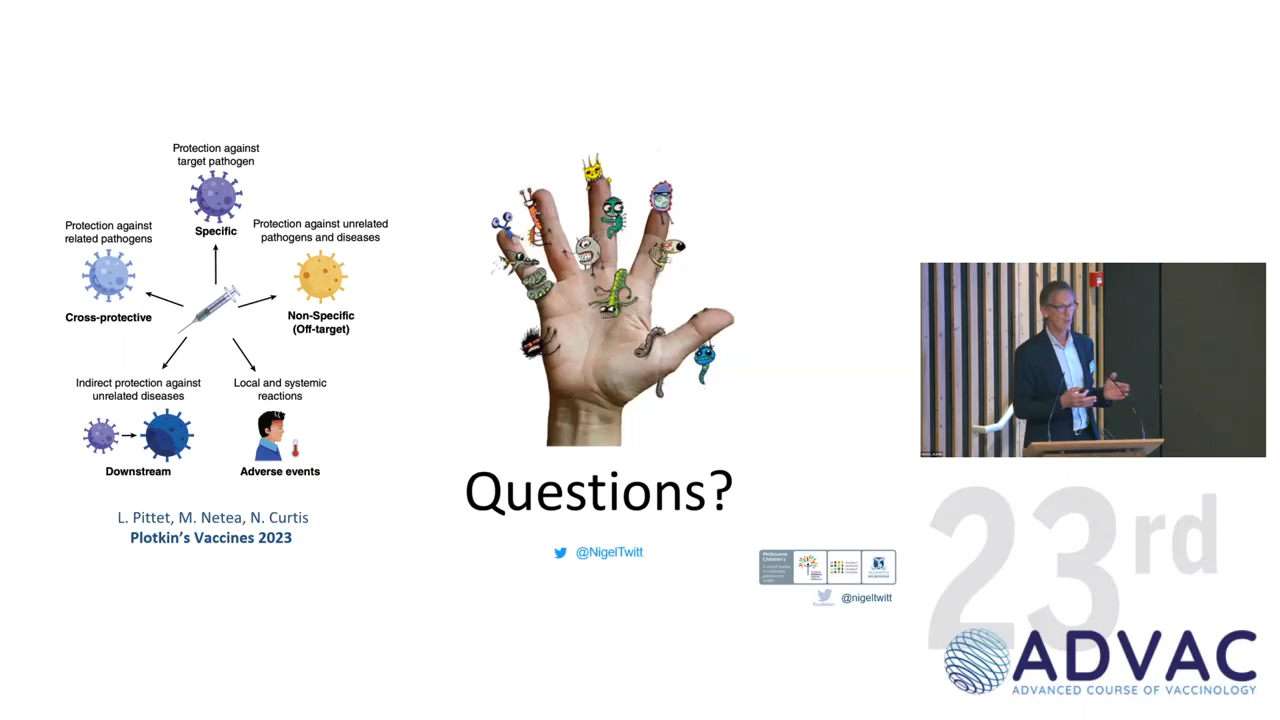 Protection against
target pathogen
Specific
Protection against
related pathogens
Cross-protective
Protection against unrelated
pathogens and diseases
Non-Specific
(Off-target)
Indirect protection against
unrelated diseases
Downstream
Local and systemic
reactions
Adverse events
L. Pittet, M. Netea, N. Curtis
Plotkin's Vaccines 2023
Questions?
@NigelTwitt
Melbourne
Children's
@nigeltwitt
23rd
ADVAC
ADVANCED COURSE OF VACCINOLOGY